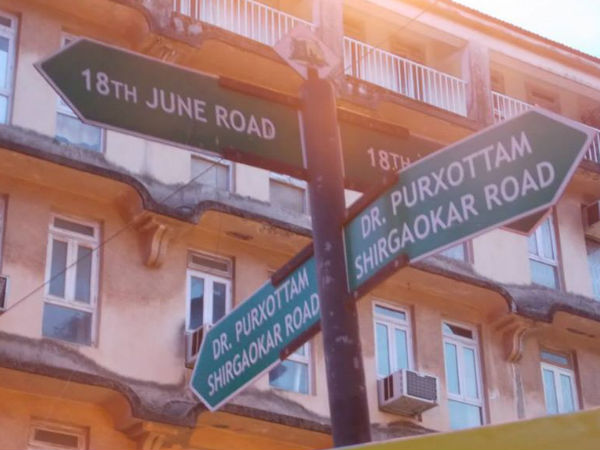 18TH JUNE ROAD
18TH
DR. PURXOTTAM
SHIRGAOKAR ROAD
DR. PURXOTTAM
SHIRGAOKAR ROAD